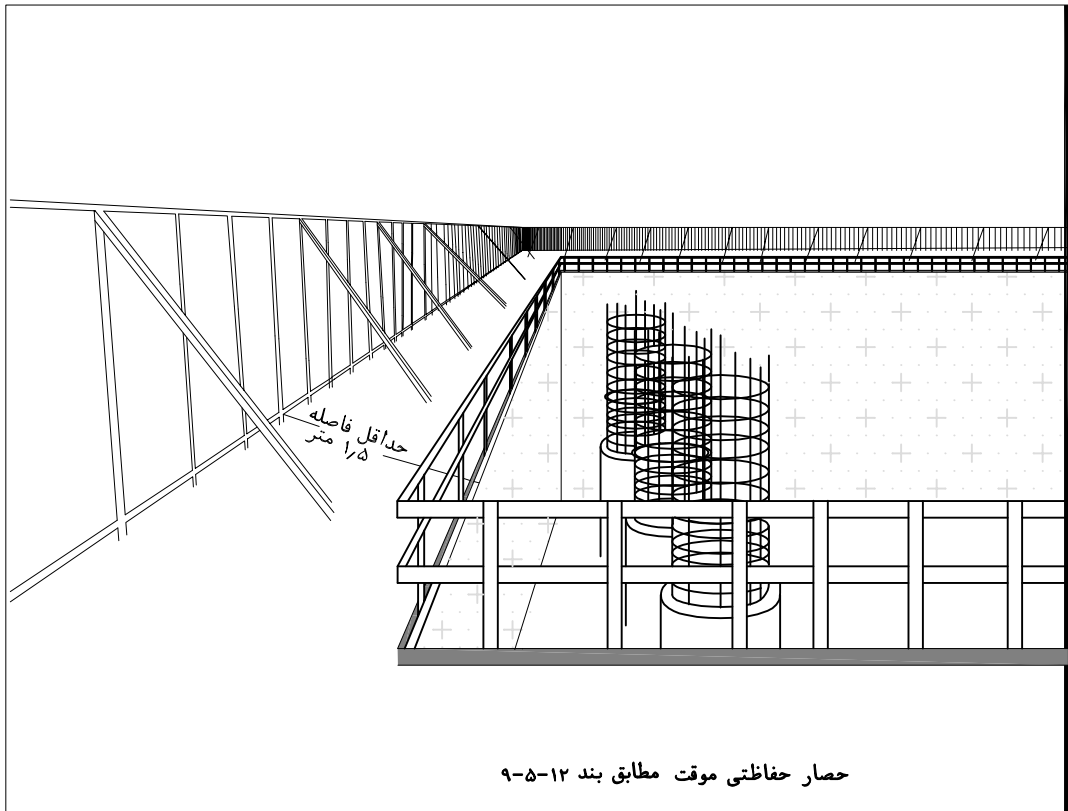 حداقل فاصله
۱٫۵ متر
حصار حفاظتی موقت مطابق بند ۱۲-۵-۹